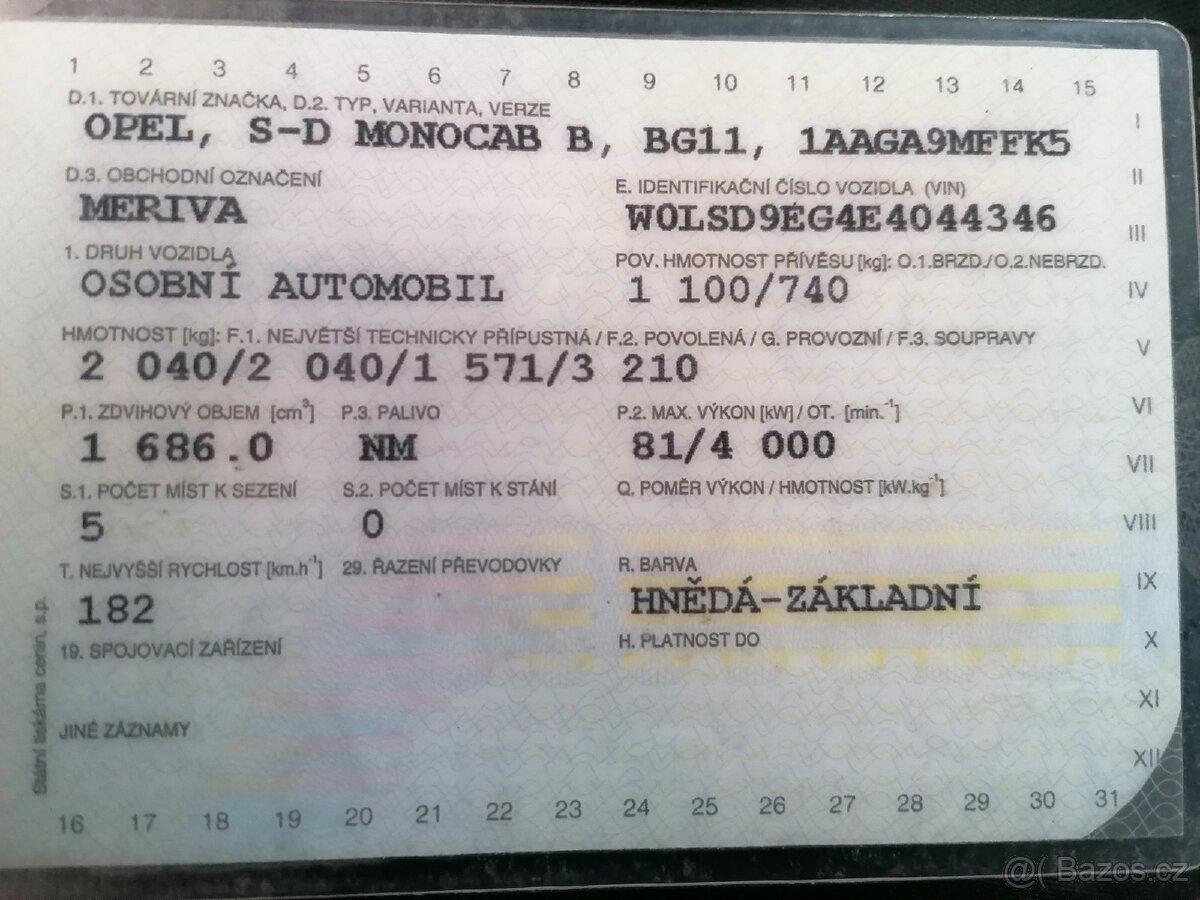 1 2 3 4 5 6 7 8 9 10 11 12 13 14 15
D.1. TOVÁRNÍ ZNAČKA, D.2. TYP, VARIANTA, VERZE
I
OPEL, S-D MONOCAB B, BG11, 1AAGA9MFFFK5
II
D.3. OBCHODNÍ OZNAČENÍ
E. IDENTIFIKAČNÍ ČÍSLO VOZIDLA (VIN)
MERIVA
W0LSD9EG4E4044346
III
1. DRUH VOZIDLA
POV. HMOTNOST PŘÍVĚSU [kg]: O.1.BRZD./O.2.NEBRZD.
OSOBNÍ AUTOMOBIL
1 100/740
IV
HMOTNOST [kg]: F.1. NEJVĚTŠÍ TECHNICKY PŘÍPUSTNÁ / F.2. POVOLENÁ / G. PROVOZNÍ / F.3. SOUPRAVY
V
2 040/2 040/1 571/3 210
P.1. ZDVIHOVÝ OBJEM [cm³]
P.3. PALIVO
P.2. MAX. VÝKON [kW] / OT. [min.⁻¹]
VI
1 686.0
NM
81/4 000
VII
S.1. POČET MÍST K SEZENÍ
S.2. POČET MÍST K STÁNÍ
Q. POMĚR VÝKON / HMOTNOST [kW.kg⁻¹]
5
0
VIII
T. NEJVYŠŠÍ RYCHLOST [km.h⁻¹]
29. ŘAZENÍ PŘEVODOVKY
R. BARVA
IX
182
HNĚDÁ-ZÁKLADNÍ
19. SPOJOVACÍ ZAŘÍZENÍ
H. PLATNOST DO
X
XI
JINÉ ZÁZNAMY
XII
Státní tiskárna cenin, s.p.
16 17 18 19 20 21 22 23 24 25 26 27 28 29 30 31
@( Bazos.cz